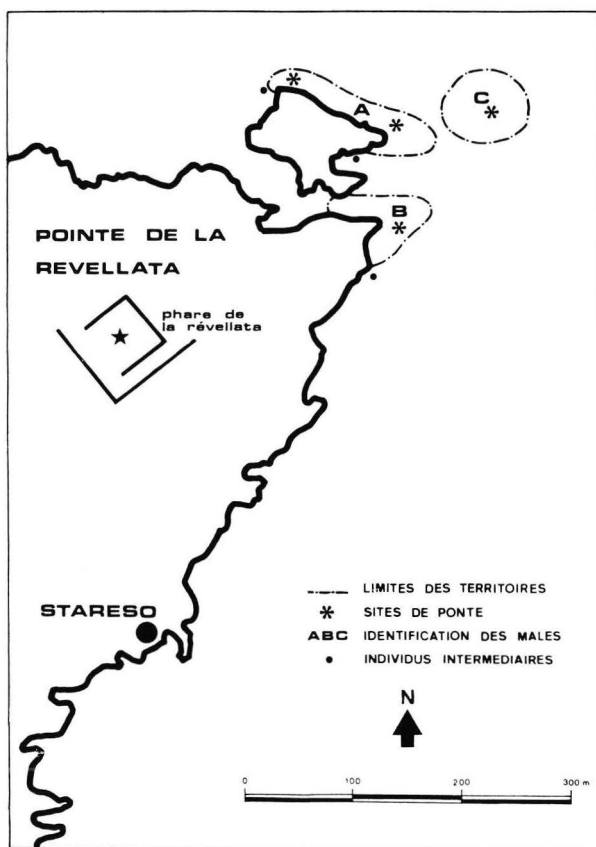 A
C
B
POINTE DE LA
REVELLATA
phare de
la révellata
STARESO
LIMITES DES TERRITOIRES
SITES DE PONTE
ABC IDENTIFICATION DES MALES
INDIVIDUS INTERMEDIAIRES
N
0 100 200 300 m